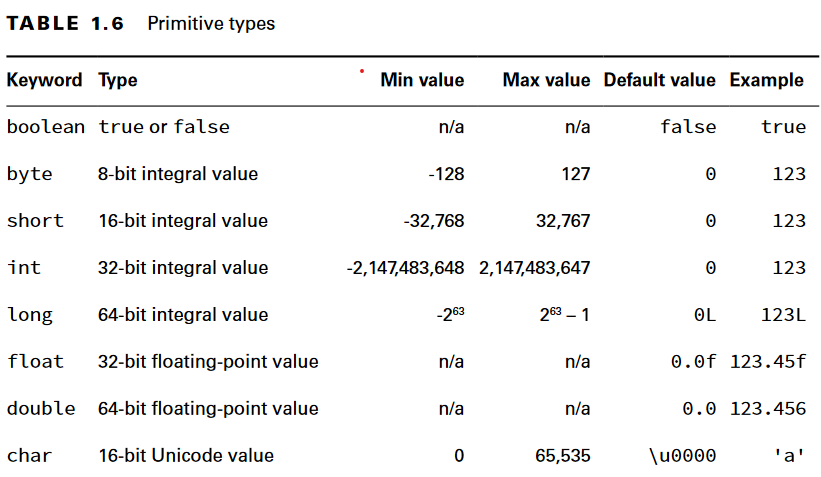 TABLE 1.6 Primitive types
Keyword Type Min value Max value Default value Example
boolean true or false n/a n/a false true
byte 8-bit integral value -128 127 0 123
short 16-bit integral value -32,768 32,767 0 123
int 32-bit integral value -2,147,483,648 2,147,483,647 0 123
long 64-bit integral value -2⁶³ 2⁶³ – 1 0L 123L
float 32-bit floating-point value n/a n/a 0.0f 123.45f
double 64-bit floating-point value n/a n/a 0.0 123.456
char 16-bit Unicode value 0 65,535 \u0000 'a'